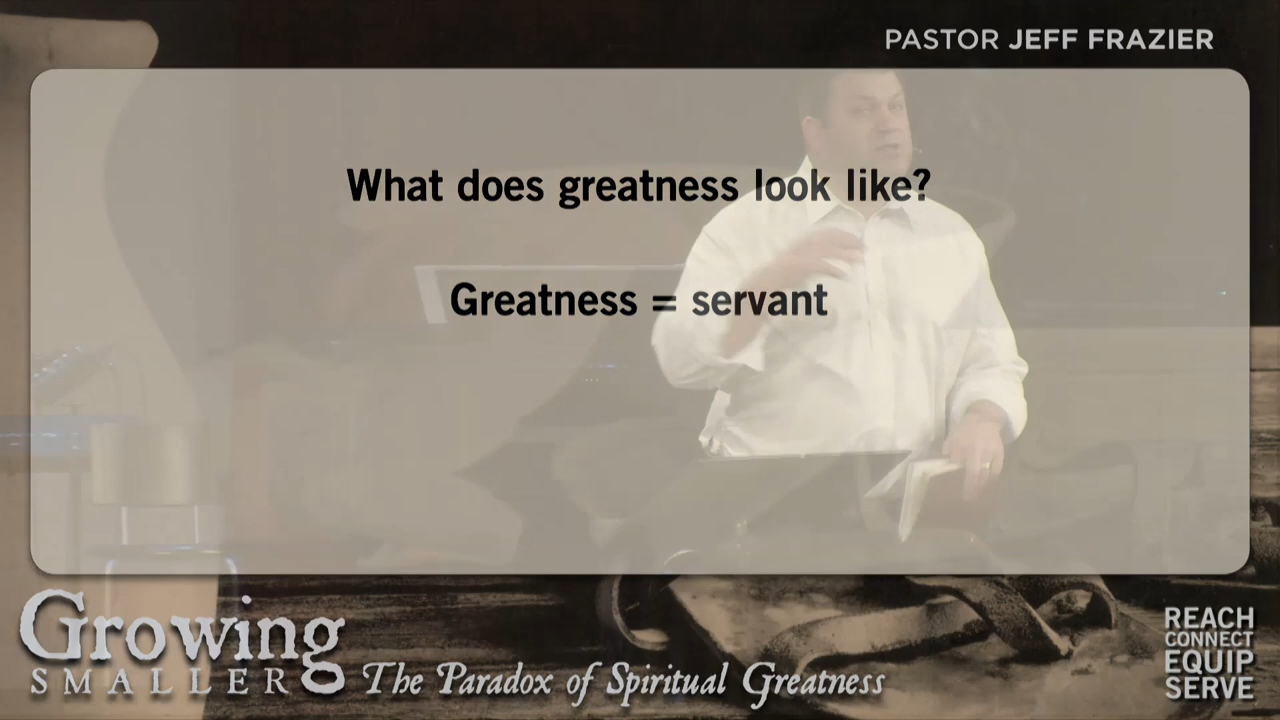 PASTOR JEFF FRAZIER
What does greatness look like?
Greatness = servant
Growing
SMALLER
The Paradox of Spiritual Greatness
REACH
CONNECT
EQUIP
SERVE